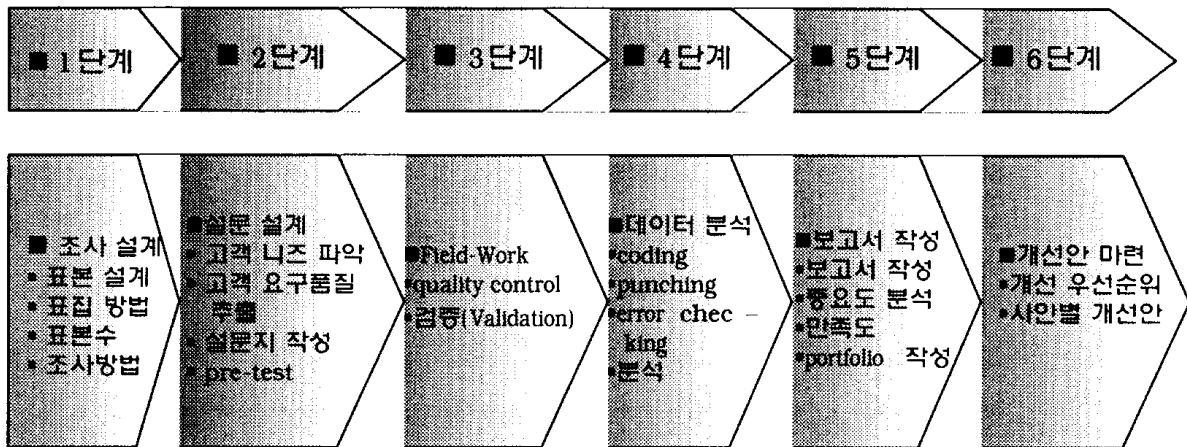 ■ 1단계
■ 2단계
■ 3단계
■ 4단계
■ 5단계
■ 6단계
■ 조사 설계
• 표본 설계
• 표집 방법
• 표본수
• 조사방법
■설문 설계
• 고객 니즈 파악
• 고객 요구품질
추출
• 설문지 작성
• pre-test
■Field-Work
•quality control
•검증(Validation)
■데이터 분석
•coding
•punching
•error chec –
king
•분석
■보고서 작성
•보고서 작성
•중요도 분석
•만족도
•portfolio 작성
■개선안 마련
•개선 우선순위
•사안별 개선안